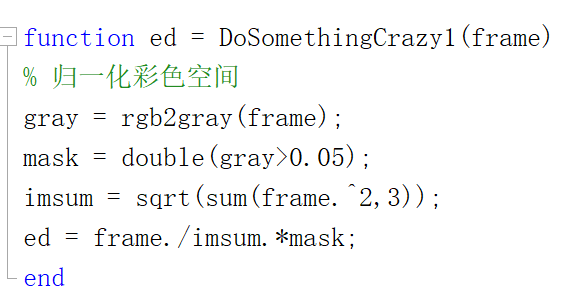 function ed = DoSomethingCrazy1(frame)
% 归一化彩色空间
gray = rgb2gray(frame);
mask = double(gray>0.05);
imsum = sqrt(sum(frame.^2,3));
ed = frame./imsum.*mask;
end